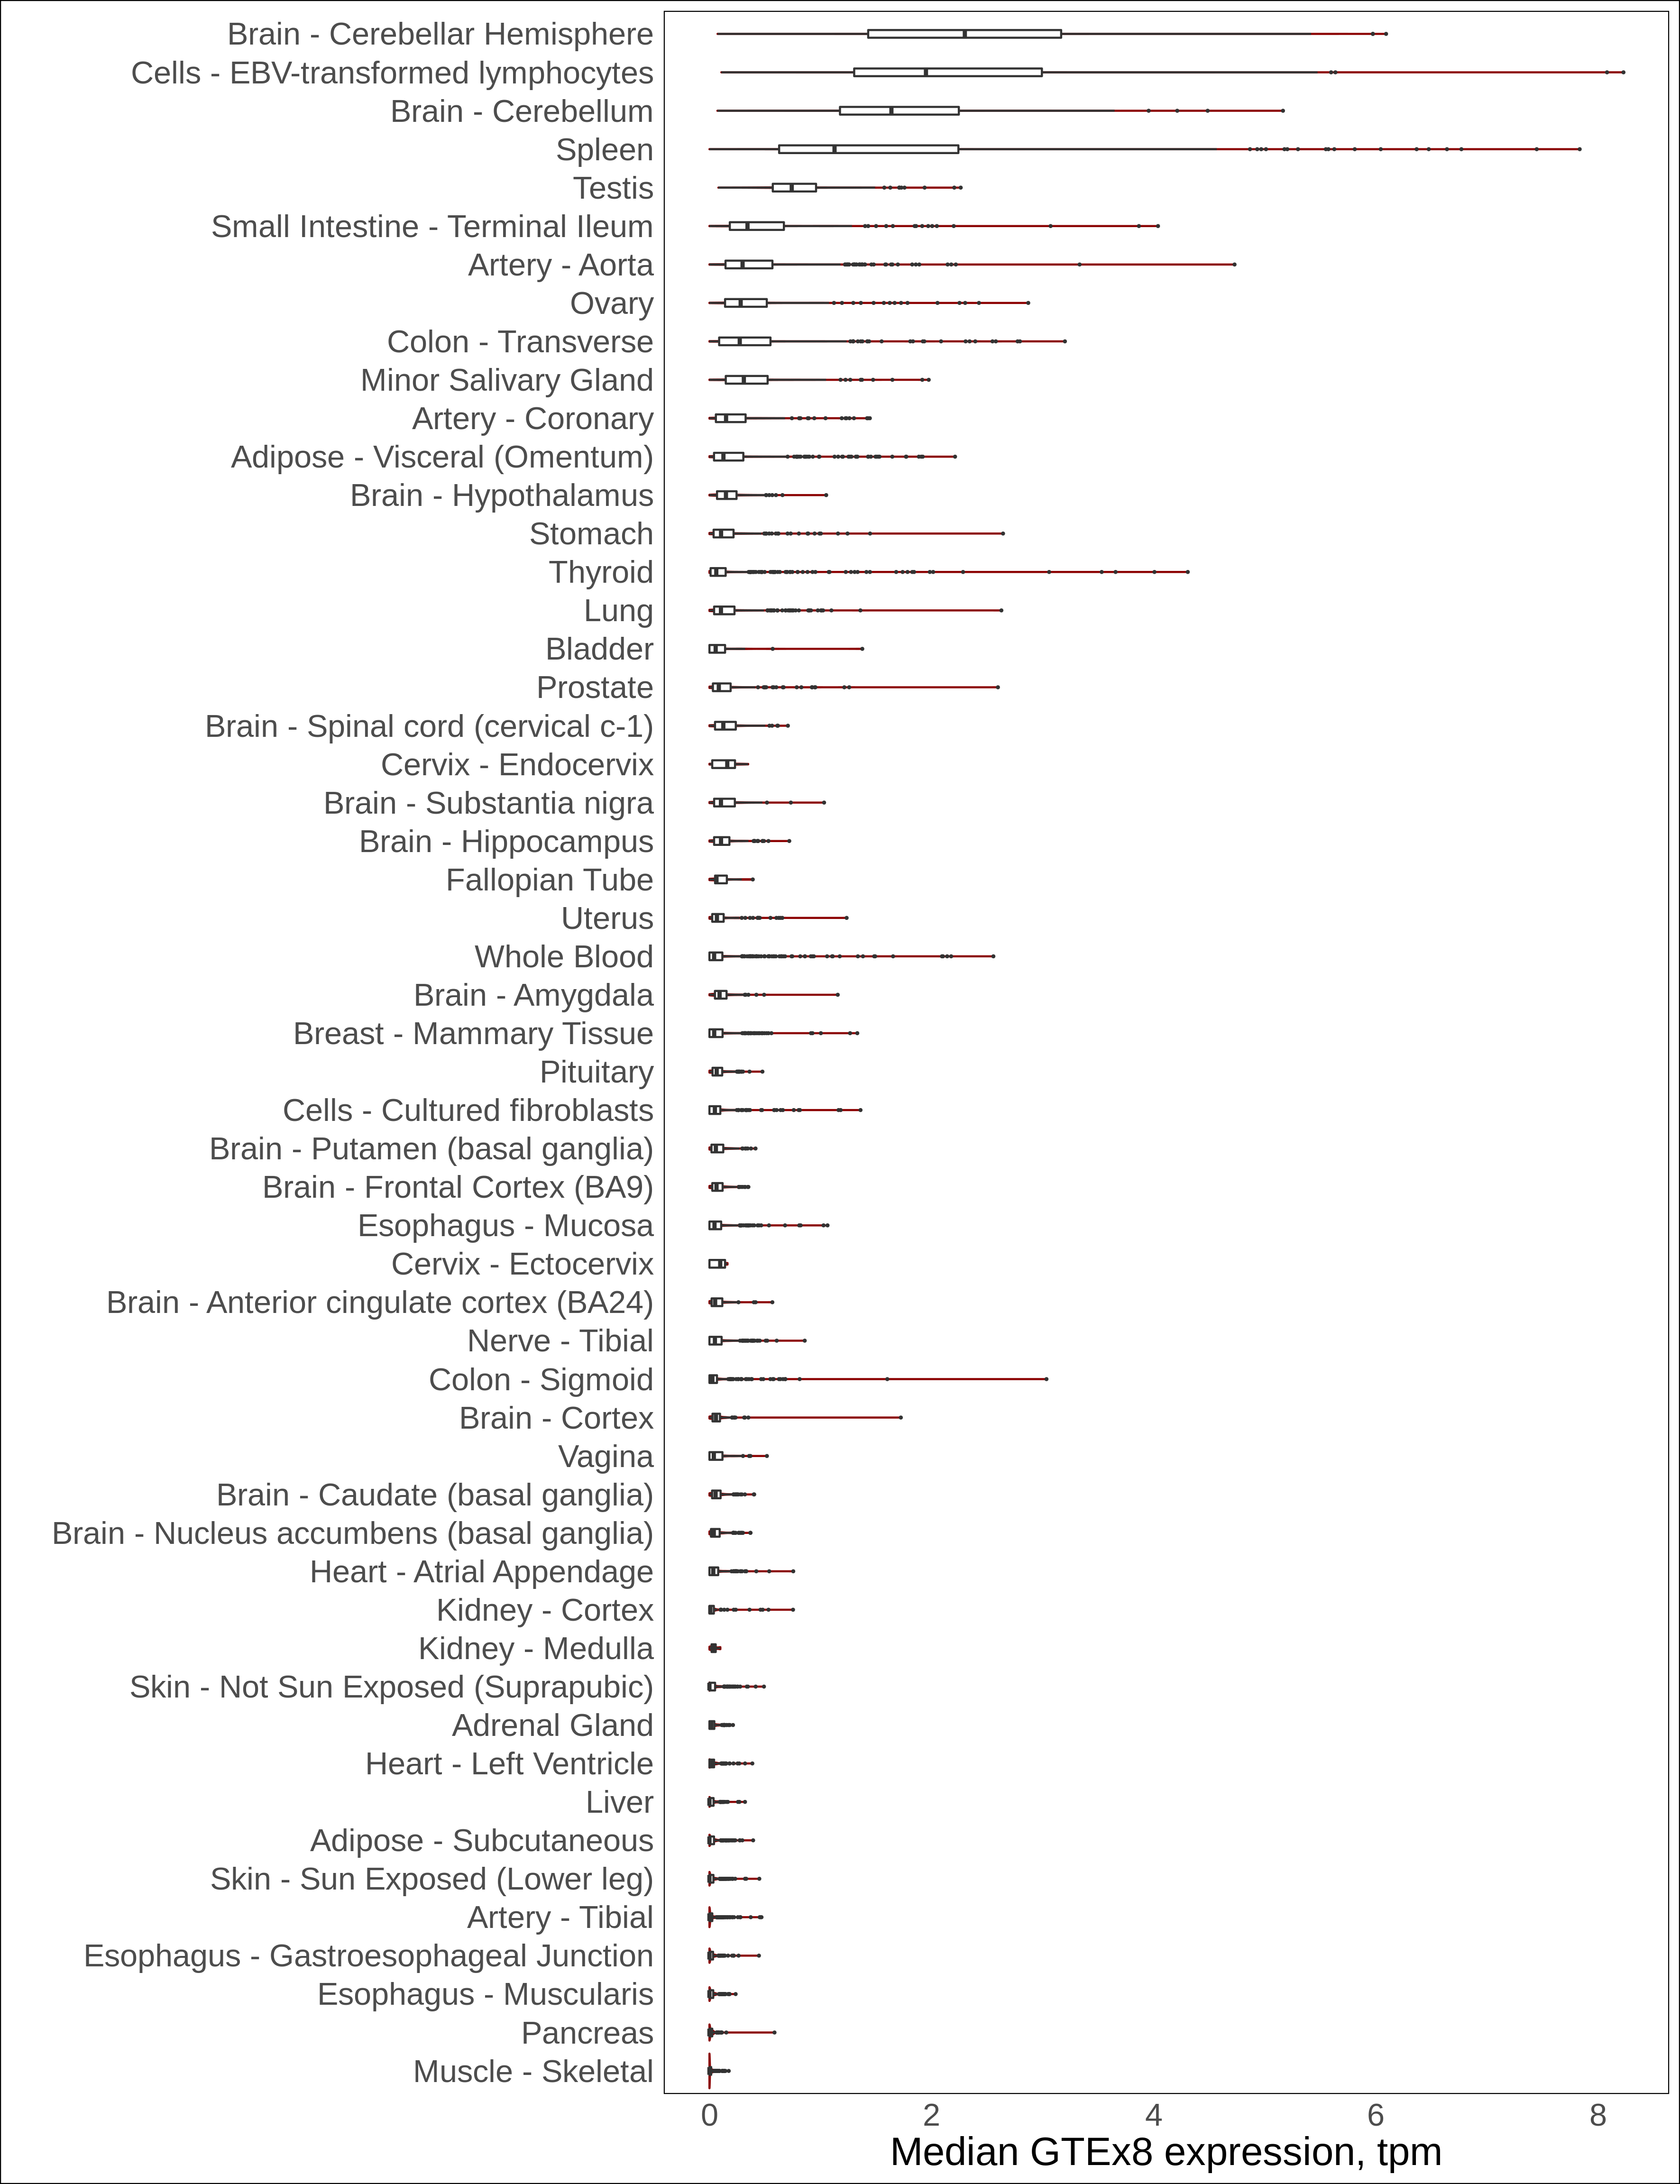 Brain - Cerebellar Hemisphere
Cells - EBV-transformed lymphocytes
Brain - Cerebellum
Spleen
Testis
Small Intestine - Terminal Ileum
Artery - Aorta
Ovary
Colon - Transverse
Minor Salivary Gland
Artery - Coronary
Adipose - Visceral (Omentum)
Brain - Hypothalamus
Stomach
Thyroid
Lung
Bladder
Prostate
Brain - Spinal cord (cervical c-1)
Cervix - Endocervix
Brain - Substantia nigra
Brain - Hippocampus
Fallopian Tube
Uterus
Whole Blood
Brain - Amygdala
Breast - Mammary Tissue
Pituitary
Cells - Cultured fibroblasts
Brain - Putamen (basal ganglia)
Brain - Frontal Cortex (BA9)
Esophagus - Mucosa
Cervix - Ectocervix
Brain - Anterior cingulate cortex (BA24)
Nerve - Tibial
Colon - Sigmoid
Brain - Cortex
Vagina
Brain - Caudate (basal ganglia)
Brain - Nucleus accumbens (basal ganglia)
Heart - Atrial Appendage
Kidney - Cortex
Kidney - Medulla
Skin - Not Sun Exposed (Suprapubic)
Adrenal Gland
Heart - Left Ventricle
Liver
Adipose - Subcutaneous
Skin - Sun Exposed (Lower leg)
Artery - Tibial
Esophagus - Gastroesophageal Junction
Esophagus - Muscularis
Pancreas
Muscle - Skeletal
0 2 4 6 8
Median GTEx8 expression, tpm